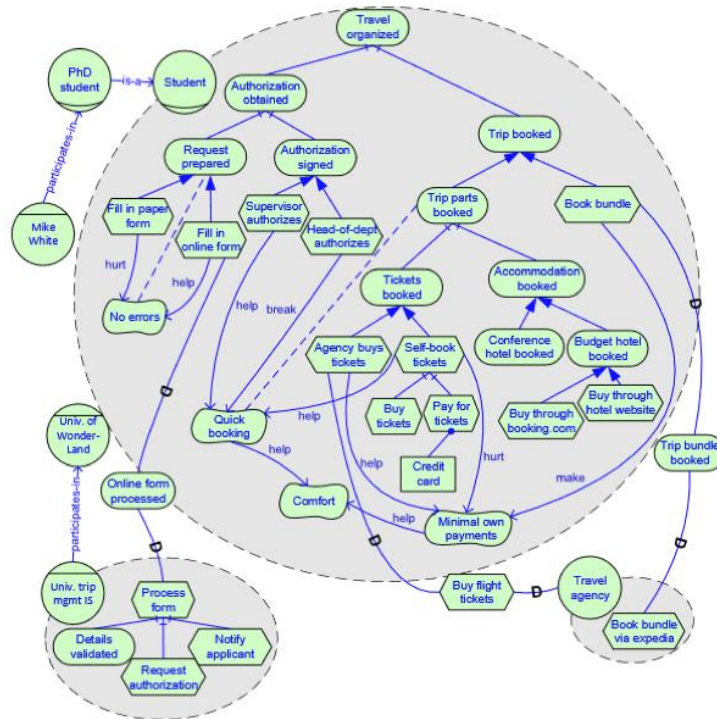 Travel
organized
PhD
student
is-a
Student
Authorization
obtained
participates-in
Trip booked
Request
prepared
Authorization
signed
Mike
White
Fill in paper
form
Fill in
online form
Supervisor
authorizes
Head-of-dept
authorizes
Trip parts
booked
Book bundle
hurt
help
No errors
help
break
Tickets
booked
Accommodation
booked
D
Agency buys
tickets
Self-book
tickets
Conference
hotel booked
Budget hotel
booked
D
Univ. of
Wonder-
Land
Quick
booking
help
Buy
tickets
Pay for
tickets
Buy through
booking.com
Buy through
hotel website
Trip bundle
booked
help
help
hurt
Credit
card
make
Online form
processed
Comfort
help
Minimal own
payments
participates-in
D
D
D
Univ. trip
mgmt IS
Process
form
Buy flight
tickets
D
Travel
agency
Details
validated
Request
authorization
Notify
applicant
Book bundle
via expedia